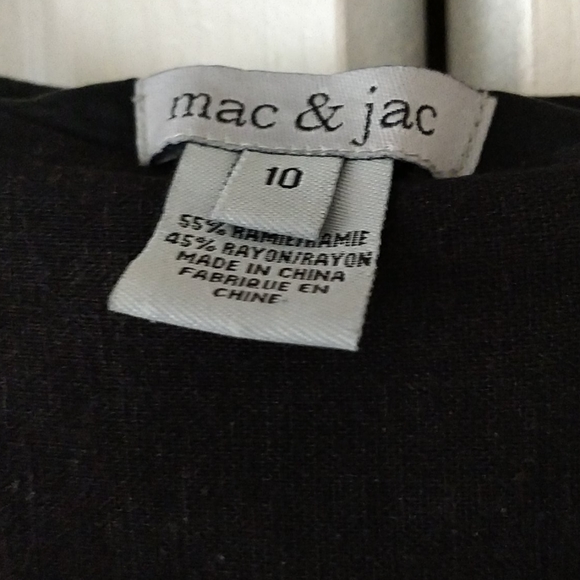 mac & jac
10
55% RAMIE/RAMIE
45% RAYON/RAYON
MADE IN CHINA
FABRIQUE EN
CHINE